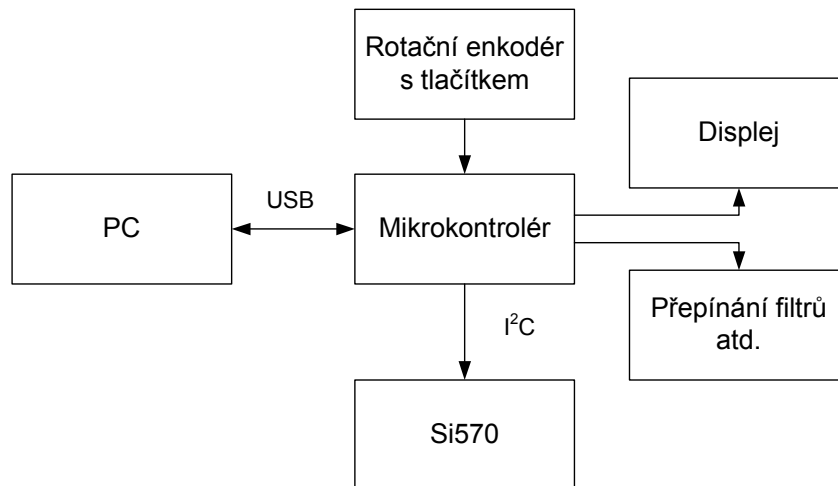 Rotační enkodér
s tlačítkem
Displej
PC
USB
Mikrokontrolér
Přepínání filtrů
atd.
I²C
Si570